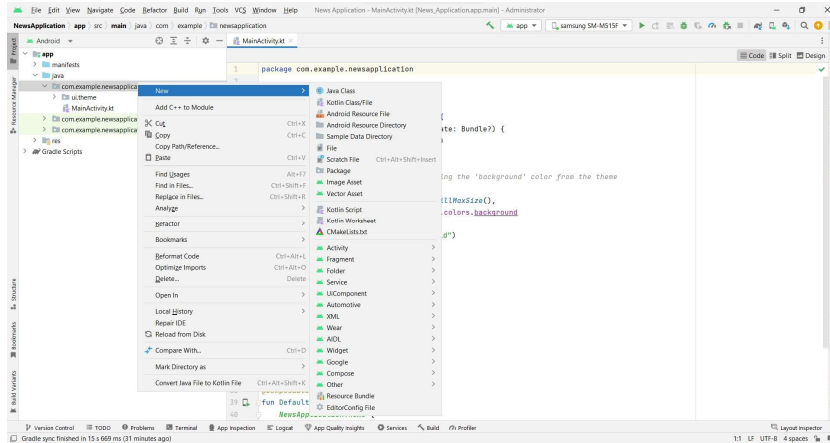 File Edit View Navigate Code Refactor Build Run Tools VCS Window Help News Application - MainActivity.kt [News_Application.app.main] - Administrator
NewsApplication app src main java com example newsapplication
app samsung SM-M515F
Android
MainActivity.kt
Code Split Design
Project
Resource Manager
Structure
Bookmarks
Build Variants
app
manifests
java
com.example.newsapplica
ui.theme
MainActivity.kt
com.example.newsapplica
com.example.newsapplica
res
Gradle Scripts
New
Add C++ to Module
Cut Ctrl+X
Copy Ctrl+C
Copy Path/Reference...
Paste Ctrl+V
Find Usages Alt+F7
Find in Files... Ctrl+Shift+F
Replace in Files... Ctrl+Shift+R
Analyze
Refactor
Bookmarks
Reformat Code Ctrl+Alt+L
Optimize Imports Ctrl+Alt+O
Delete... Delete
Open In
Local History
Repair IDE
Reload from Disk
Compare With... Ctrl+D
Mark Directory as
Convert Java File to Kotlin File Ctrl+Alt+Shift+K
Java Class
Kotlin Class/File
Android Resource File
Android Resource Directory
Sample Data Directory
File
Scratch File Ctrl+Alt+Shift+Insert
Package
Image Asset
Vector Asset
Kotlin Script
Kotlin Worksheet
CMakeLists.txt
Activity
Fragment
Folder
Service
UiComponent
Automotive
XML
Wear
AIDL
Widget
Google
Compose
Other
Resource Bundle
EditorConfig File
1 package com.example.newsapplication
{
ate: Bundle?) {
ing the 'background' color from the theme
llMaxSize(),
.colors.background
d")
39 fun Default
40
Version Control TODO Problems Terminal App Inspection Logcat App Quality Insights Services Build Profiler Layout Inspector
Gradle sync finished in 15 s 669 ms (31 minutes ago) 1:1 LF UTF-8 4 spaces